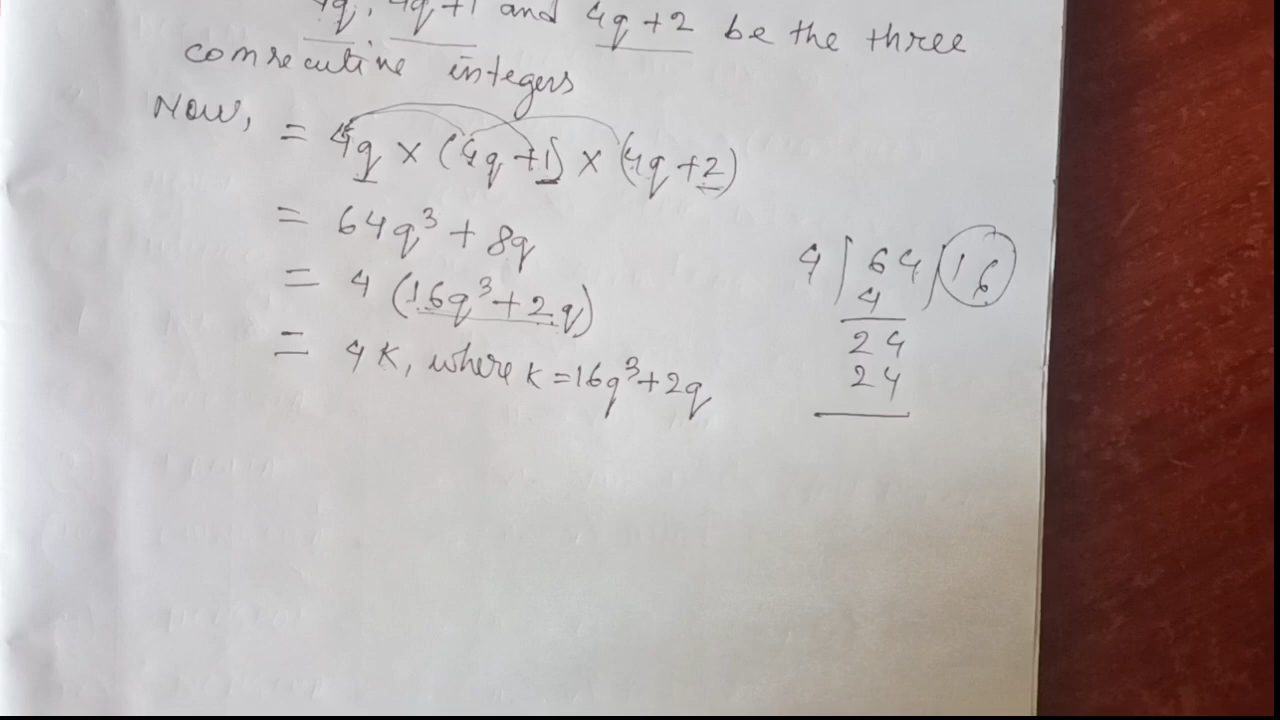 4q, 4q+1 and 4q+2 be the three
consecutive integers
Now, = 4q × (4q+1) × (4q+2)
= 64q³ + 8q
= 4 (16q³+2q)
= 4K, where K=16q³+2q
4 ) 64 ( 16
4
24
24